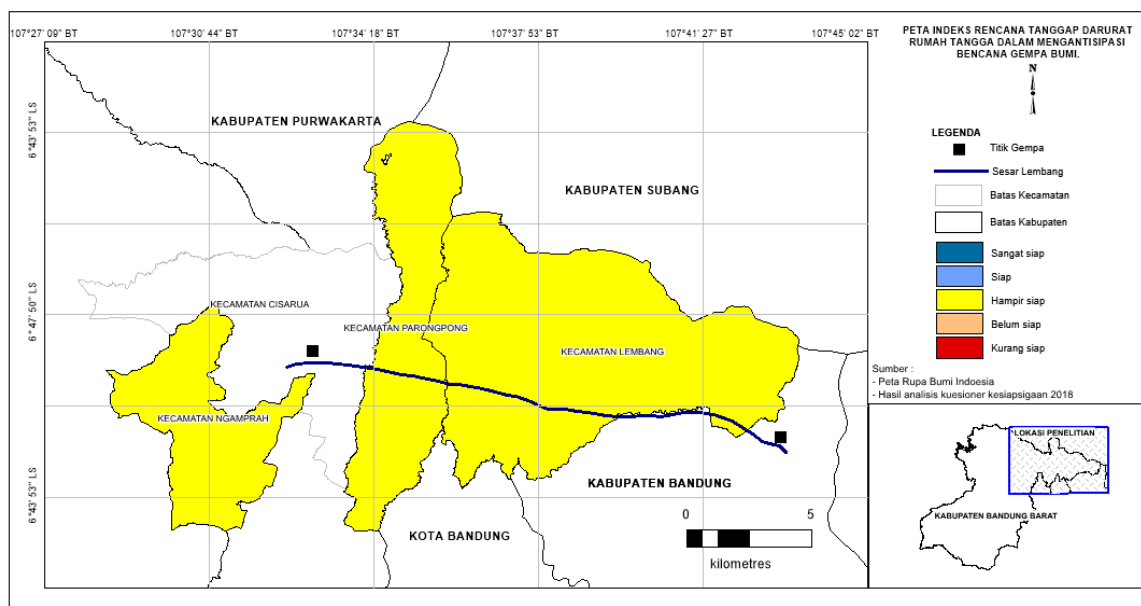 107°27' 09" BT
107°30' 44" BT
107°34' 18" BT
107°37' 53" BT
107°41' 27" BT
107°45' 02" BT
6°43'53" LS
6°47'50" LS
6°43'53" LS
KABUPATEN PURWAKARTA
KABUPATEN SUBANG
KECAMATAN CISARUA
KECAMATAN PARONGPONG
KECAMATAN LEMBANG
KECAMATAN NGAMPRAH
KABUPATEN BANDUNG
KOTA BANDUNG
0 5
kilometres
PETA INDEKS RENCANA TANGGAP DARURAT
RUMAH TANGGA DALAM MENGANTISIPASI
BENCANA GEMPA BUMI.
N
LEGENDA
Titik Gempa
Sesar Lembang
Batas Kecamatan
Batas Kabupaten
Sangat siap
Siap
Hampir siap
Belum siap
Kurang siap
Sumber :
- Peta Rupa Bumi Indoesia
- Hasil analisis kuesioner kesiapsigaan 2018
LOKASI PENELITIAN
KABUPATEN BANDUNG BARAT